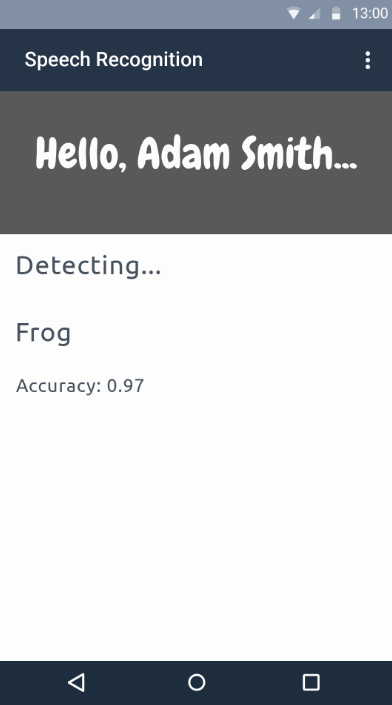 13:00
Speech Recognition
Hello, Adam Smith...
Detecting...
Frog
Accuracy: 0.97